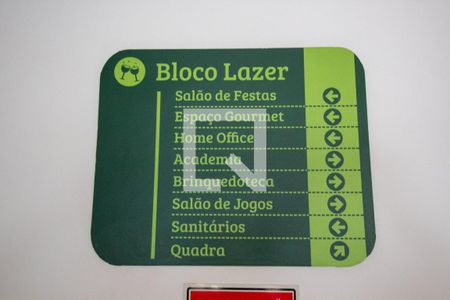 Bloco Lazer
Salão de Festas
Espaço Gourmet
Home Office
Academia
Brinquedoteca
Salão de Jogos
Sanitários
Quadra